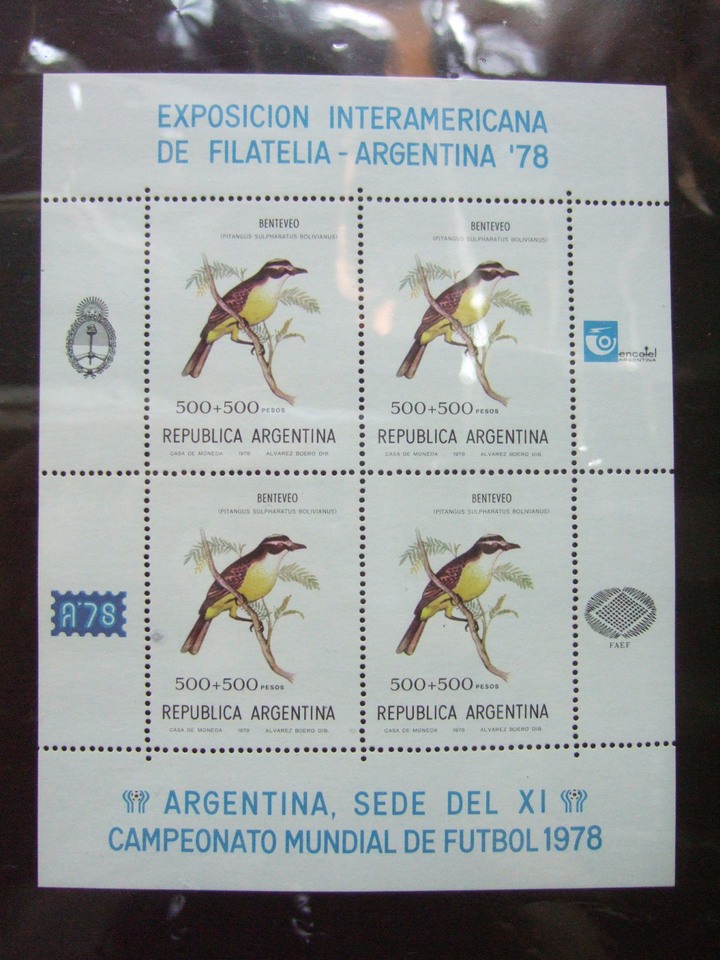 EXPOSICION INTERAMERICANA
DE FILATELIA - ARGENTINA '78
BENTEVEO
(PITANGUS SULPHARATUS BOLIVIANUS)
500+500 PESOS
REPUBLICA ARGENTINA
CASA DE MONEDA 1978 ALVAREZ BOERO DIB.
BENTEVEO
(PITANGUS SULPHARATUS BOLIVIANUS)
500+500 PESOS
REPUBLICA ARGENTINA
CASA DE MONEDA 1978 ALVAREZ BOERO DIB.
encotel
ARGENTINA
A'78
BENTEVEO
(PITANGUS SULPHARATUS BOLIVIANUS)
500+500 PESOS
REPUBLICA ARGENTINA
CASA DE MONEDA 1978 ALVAREZ BOERO DIB.
BENTEVEO
(PITANGUS SULPHARATUS BOLIVIANUS)
500+500 PESOS
REPUBLICA ARGENTINA
CASA DE MONEDA 1978 ALVAREZ BOERO DIB.
FAEF
ARGENTINA, SEDE DEL XI
CAMPEONATO MUNDIAL DE FUTBOL 1978